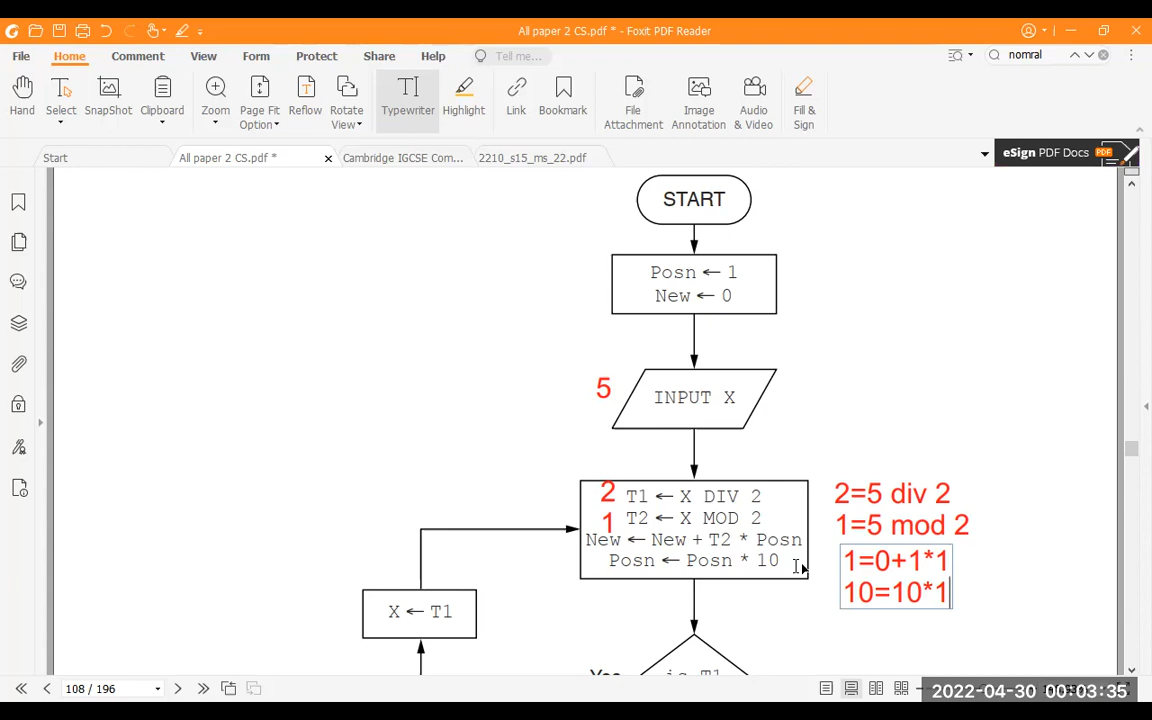 All paper 2 CS.pdf * - Foxit PDF Reader
File Home Comment View Form Protect Share Help Tell me... nomral
Hand Select SnapShot Clipboard Zoom Page Fit Option Reflow Rotate View Typewriter Highlight Link Bookmark File Attachment Image Annotation Audio & Video Fill & Sign
Start All paper 2 CS.pdf * Cambridge IGCSE Com... 2210_s15_ms_22.pdf eSign PDF Docs
START
Posn ← 1
New ← 0
5
INPUT X
2 T1 ← X DIV 2
1 T2 ← X MOD 2
New ← New + T2 * Posn
Posn ← Posn * 10
2=5 div 2
1=5 mod 2
1=0+1*1
10=10*1
X ← T1
Yes is T1
108 / 196
2022-04-30 00:03:35